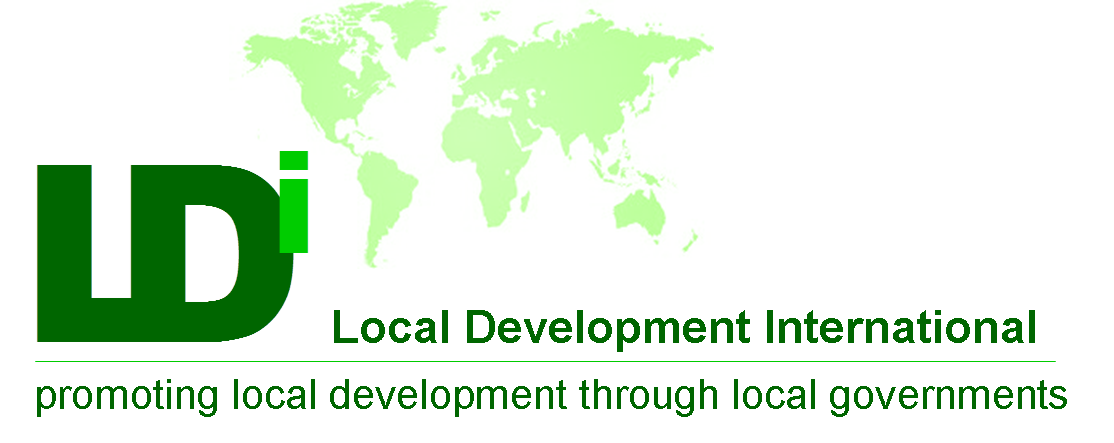 LDi
Local Development International
promoting local development through local governments